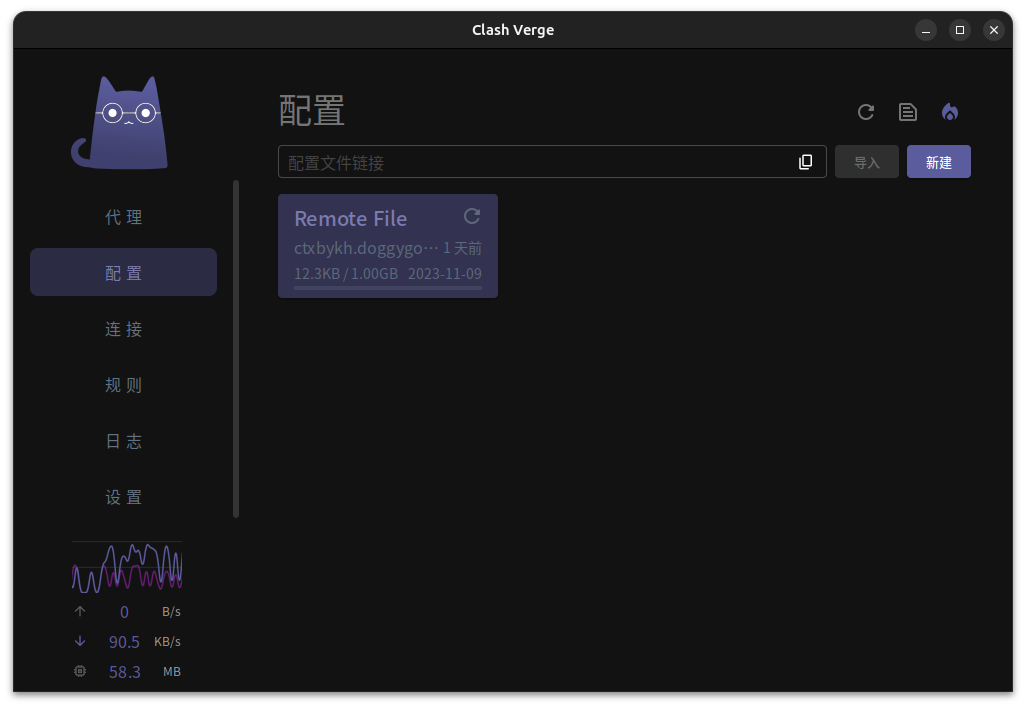 Clash Verge
配置
配置文件链接
导入
新建
代理
配置
连接
规则
日志
设置
Remote File
ctxbykh.doggygo… 1 天前
12.3KB / 1.00GB 2023-11-09
0 B/s
90.5 KB/s
58.3 MB